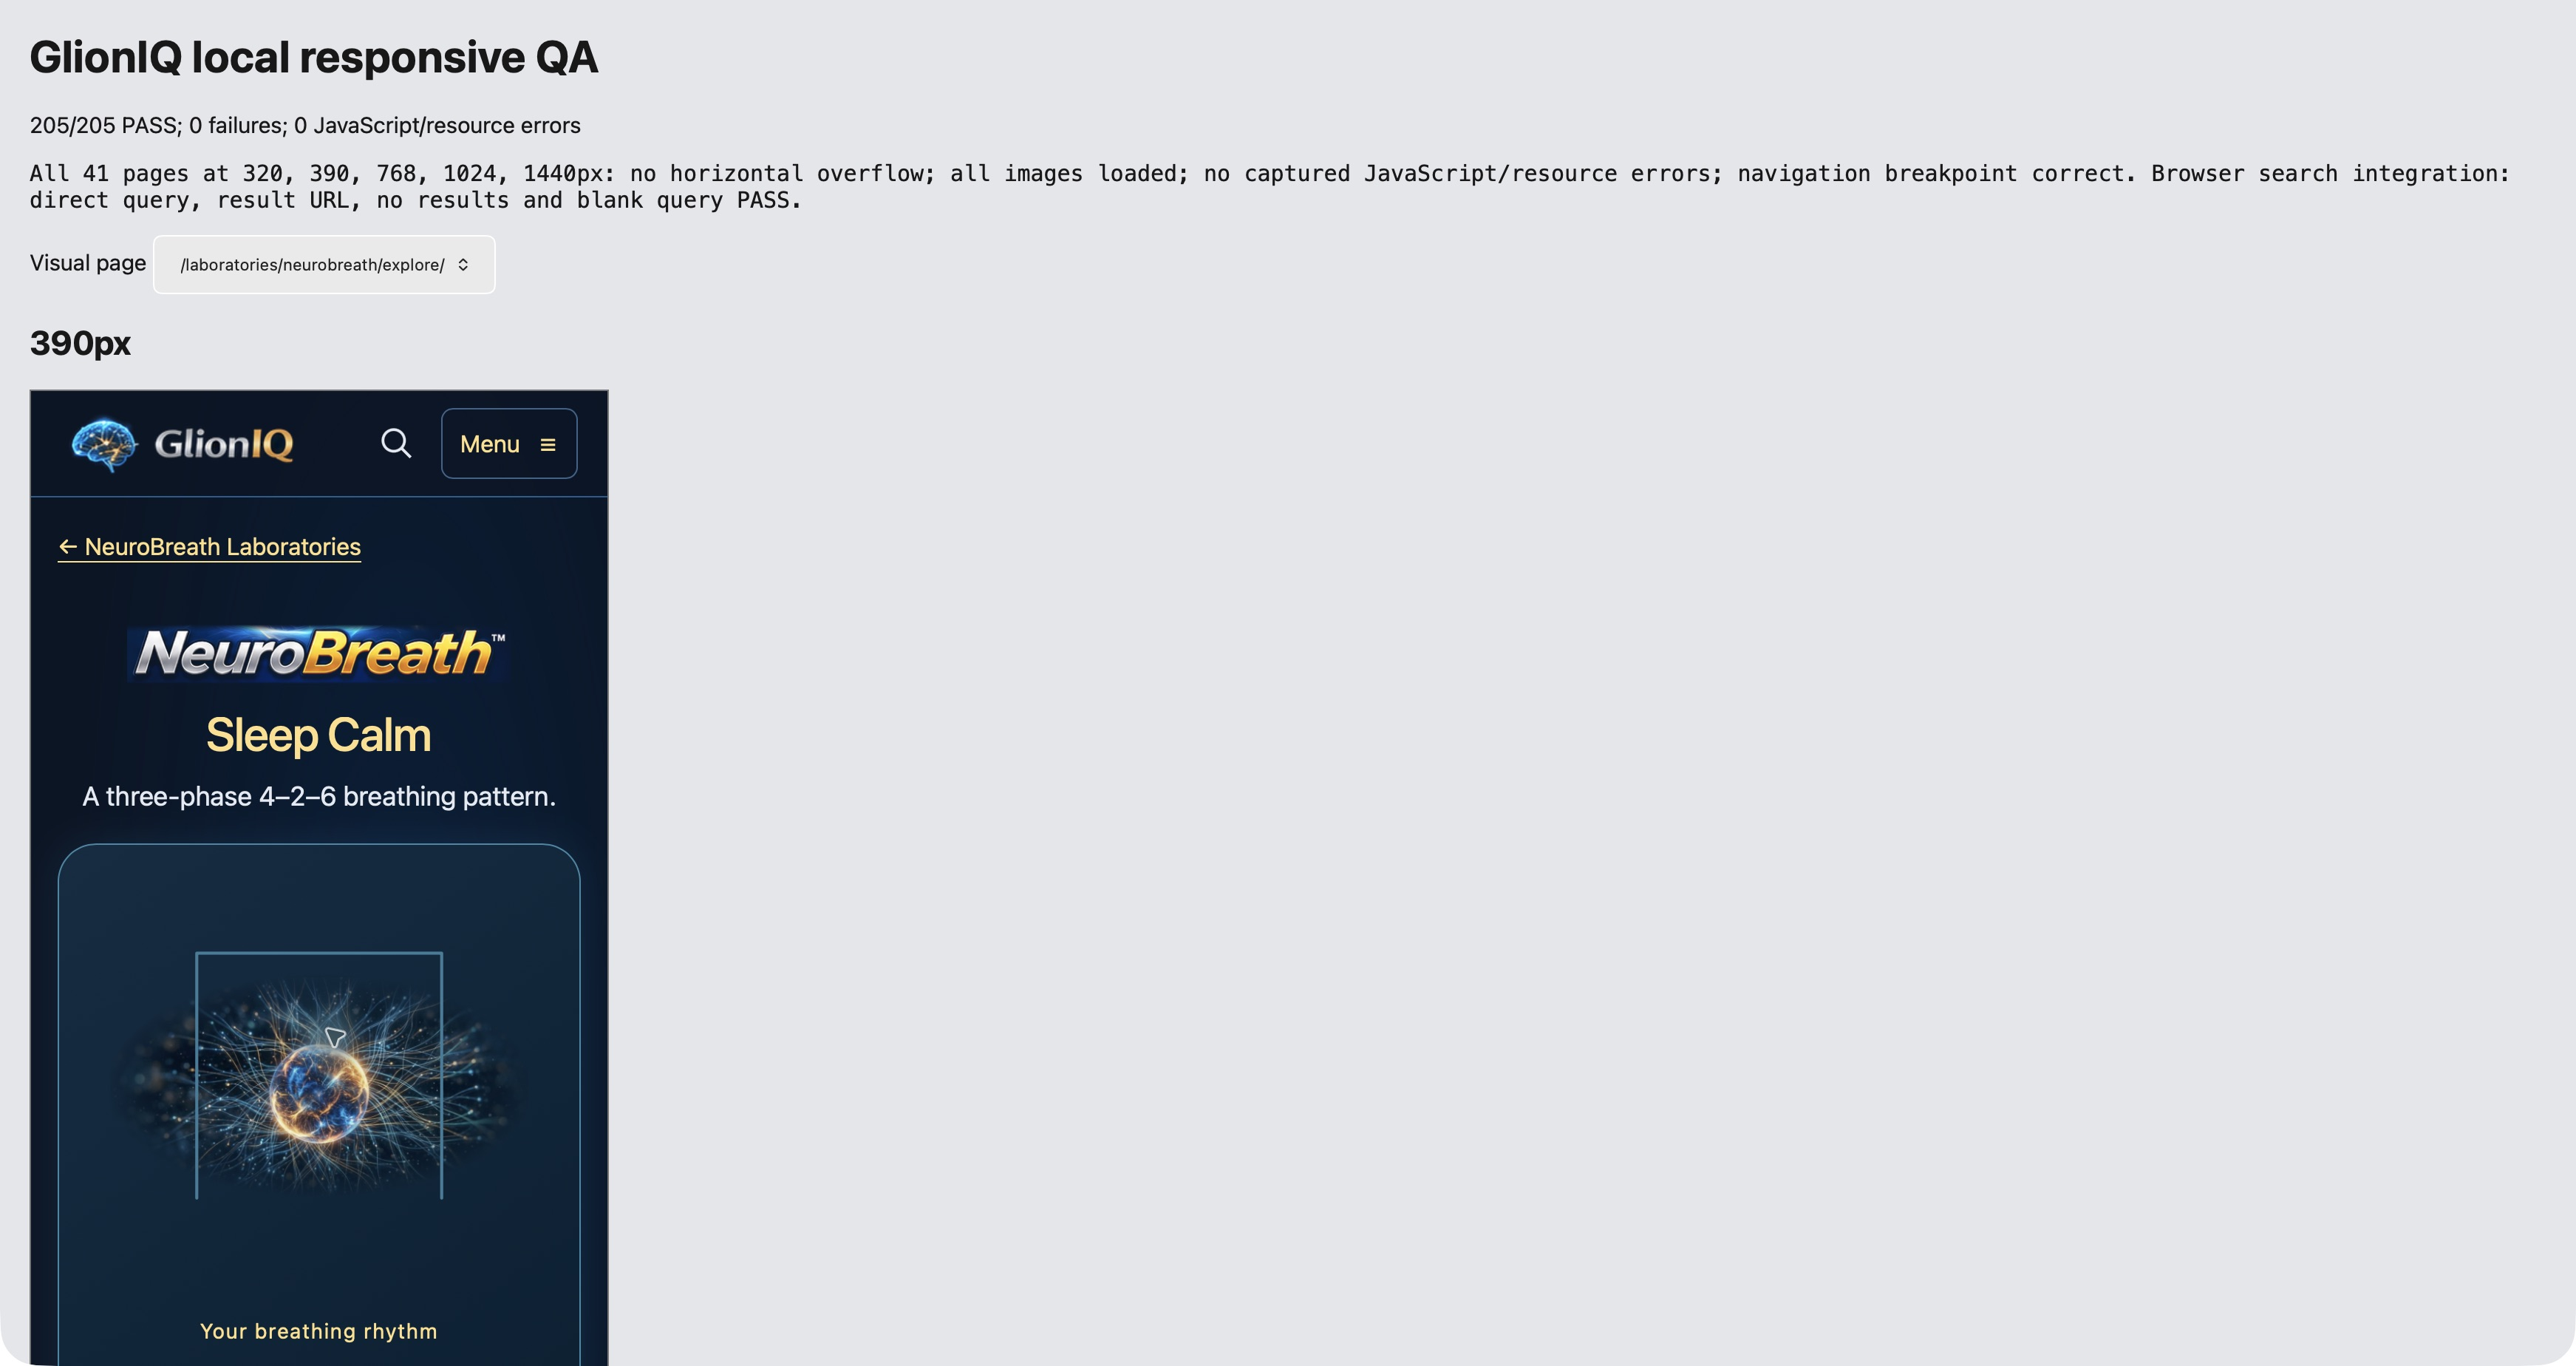 GlionIQ local responsive QA
205/205 PASS; 0 failures; 0 JavaScript/resource errors
All 41 pages at 320, 390, 768, 1024, 1440px: no horizontal overflow; all images loaded; no captured JavaScript/resource errors; navigation breakpoint correct. Browser search integration:
direct query, result URL, no results and blank query PASS.
Visual page /laboratories/neurobreath/explore/
390px
GlionIQ Menu ≡
← NeuroBreath Laboratories
NeuroBreath™
Sleep Calm
A three-phase 4–2–6 breathing pattern.
Your breathing rhythm